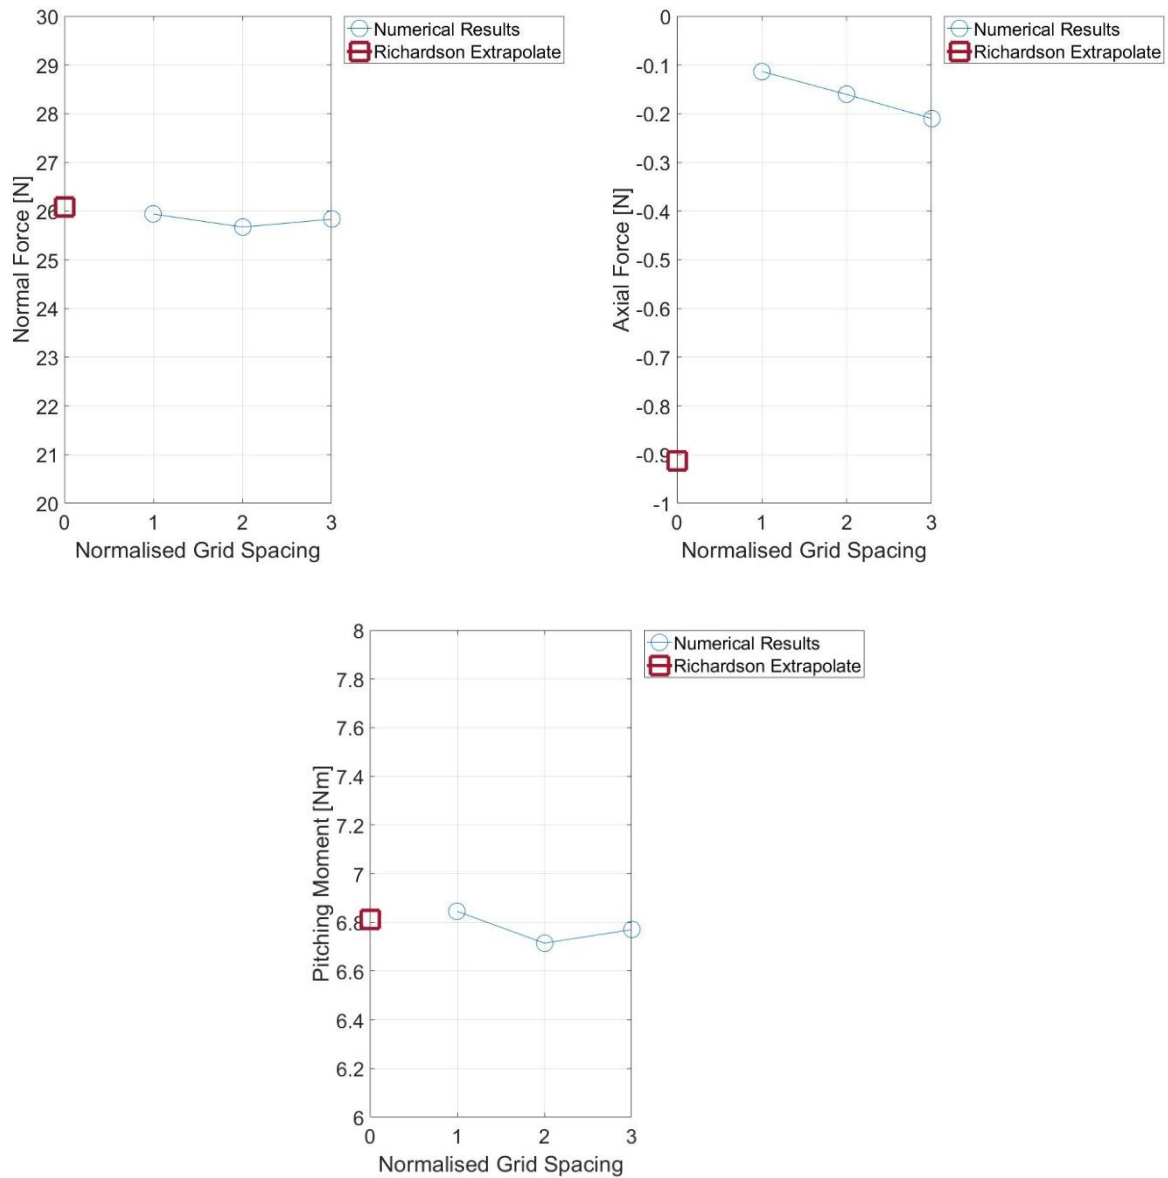 30
29
28
27
26
25
24
23
22
21
20
Normal Force [N]
0 1 2 3
Normalised Grid Spacing
Numerical Results
Richardson Extrapolate
0
-0.1
-0.2
-0.3
-0.4
-0.5
-0.6
-0.7
-0.8
-0.9
-1
Axial Force [N]
0 1 2 3
Normalised Grid Spacing
Numerical Results
Richardson Extrapolate
8
7.8
7.6
7.4
7.2
7
6.8
6.6
6.4
6.2
6
Pitching Moment [Nm]
0 1 2 3
Normalised Grid Spacing
Numerical Results
Richardson Extrapolate